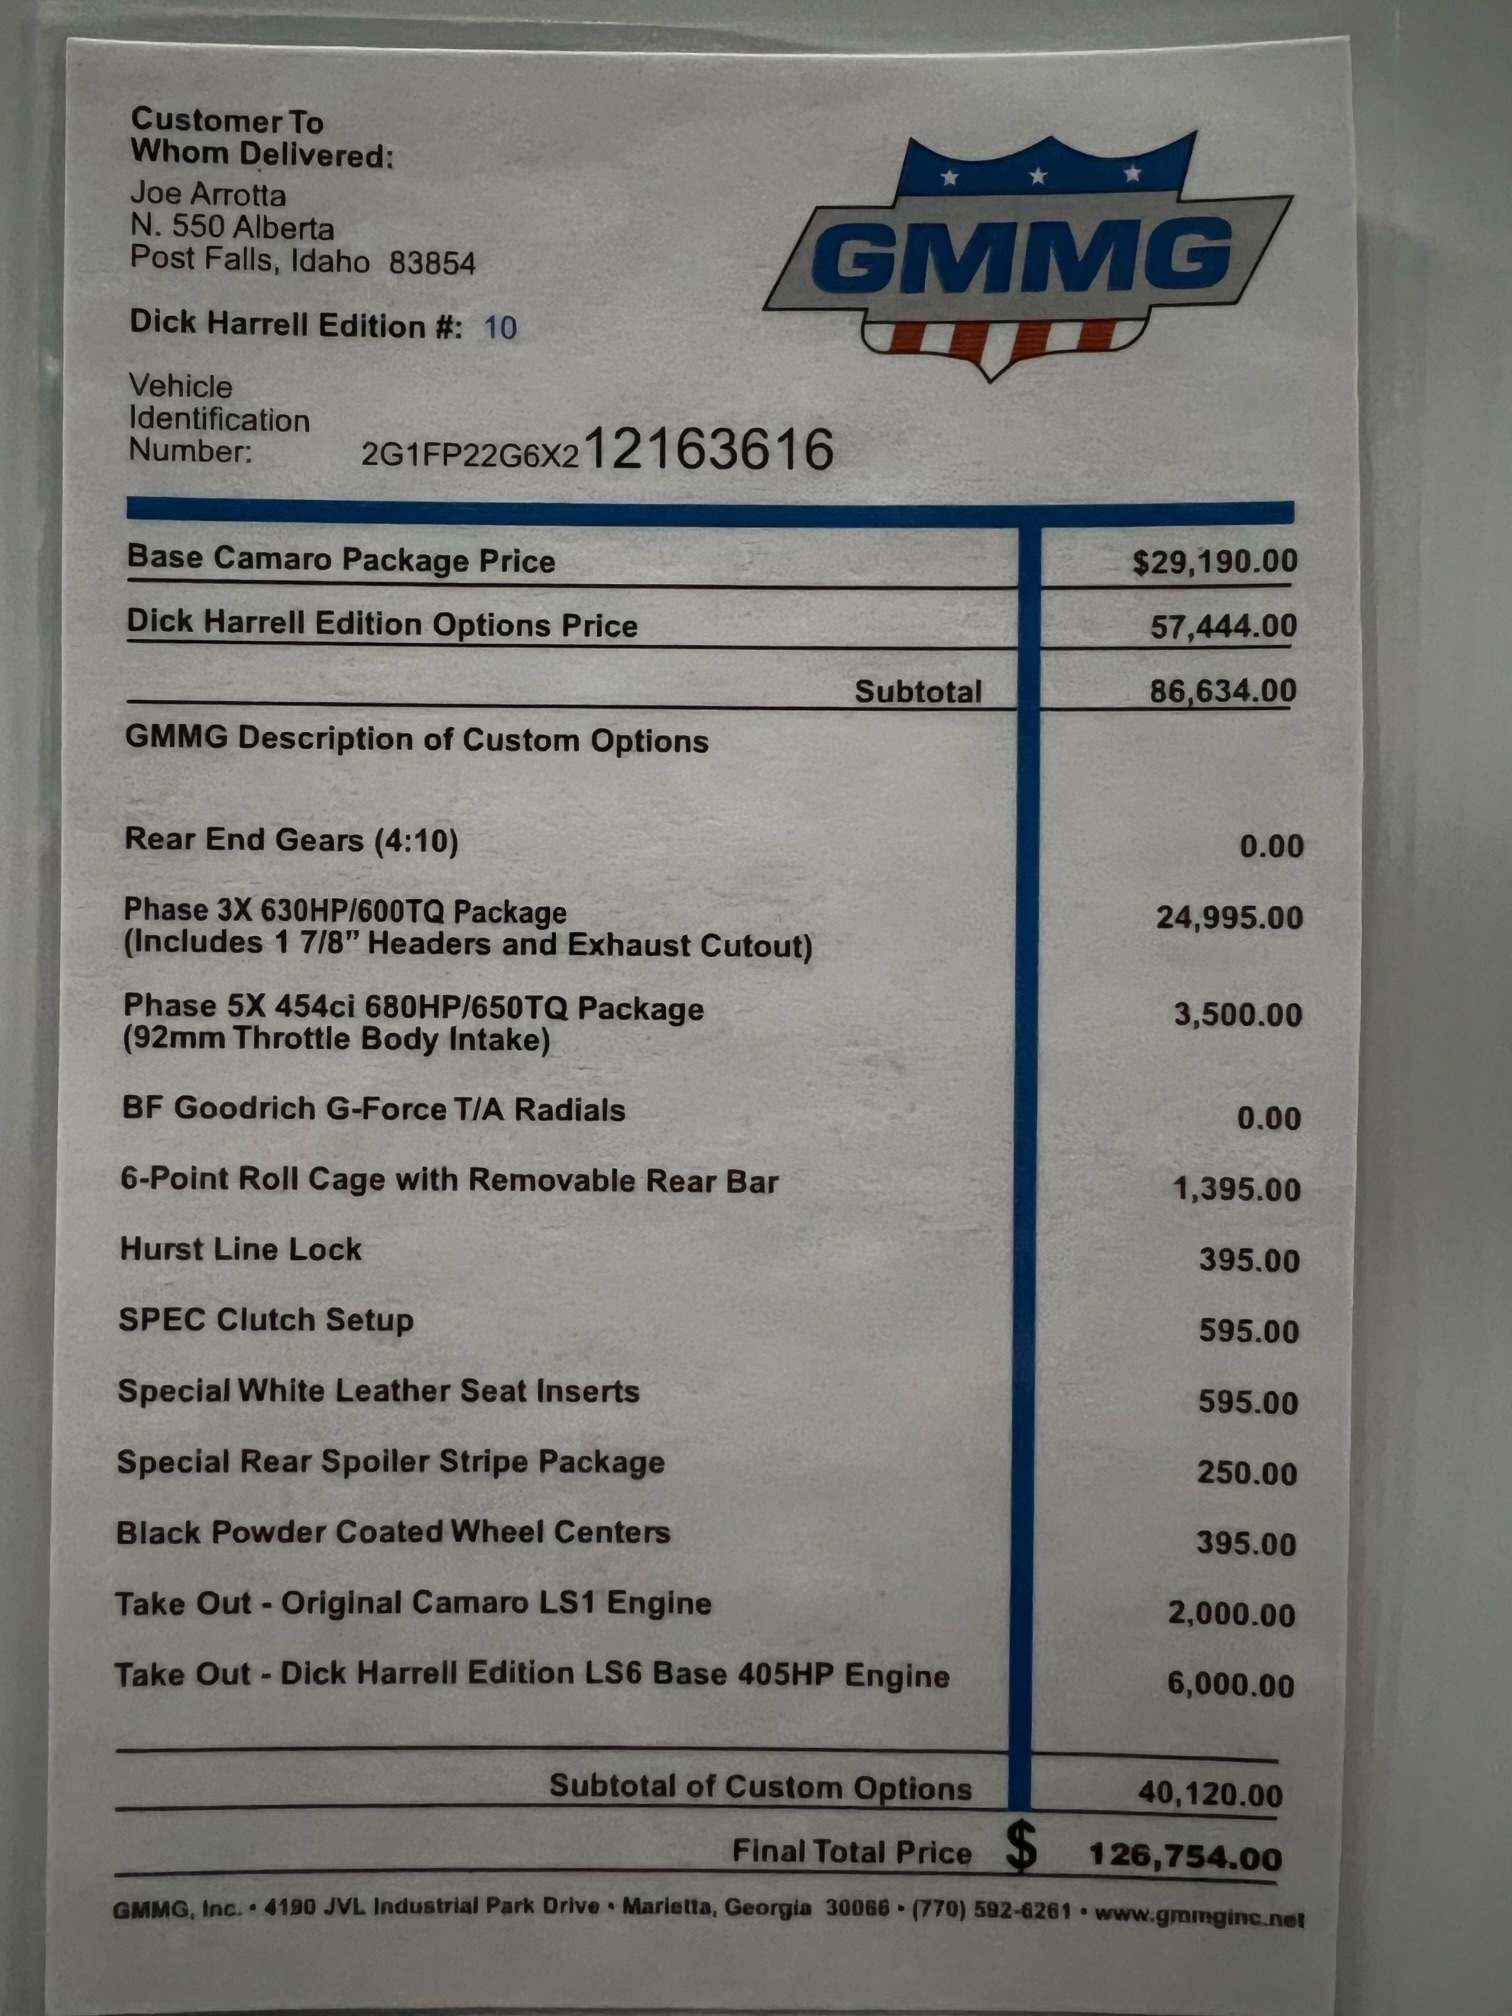 Customer To
Whom Delivered:
Joe Arrotta
N. 550 Alberta
Post Falls, Idaho 83854
GMMG
Dick Harrell Edition #: 10
Vehicle
Identification
Number: 2G1FP22G6X212163616
Base Camaro Package Price $29,190.00
Dick Harrell Edition Options Price 57,444.00
Subtotal 86,634.00
GMMG Description of Custom Options
Rear End Gears (4:10) 0.00
Phase 3X 630HP/600TQ Package 24,995.00
(Includes 1 7/8” Headers and Exhaust Cutout)
Phase 5X 454ci 680HP/650TQ Package 3,500.00
(92mm Throttle Body Intake)
BF Goodrich G-Force T/A Radials 0.00
6-Point Roll Cage with Removable Rear Bar 1,395.00
Hurst Line Lock 395.00
SPEC Clutch Setup 595.00
Special White Leather Seat Inserts 595.00
Special Rear Spoiler Stripe Package 250.00
Black Powder Coated Wheel Centers 395.00
Take Out - Original Camaro LS1 Engine 2,000.00
Take Out - Dick Harrell Edition LS6 Base 405HP Engine 6,000.00
Subtotal of Custom Options 40,120.00
Final Total Price $ 126,754.00
GMMG, Inc. • 4190 JVL Industrial Park Drive • Marietta, Georgia 30066 • (770) 592-6261 • www.gmmginc.net